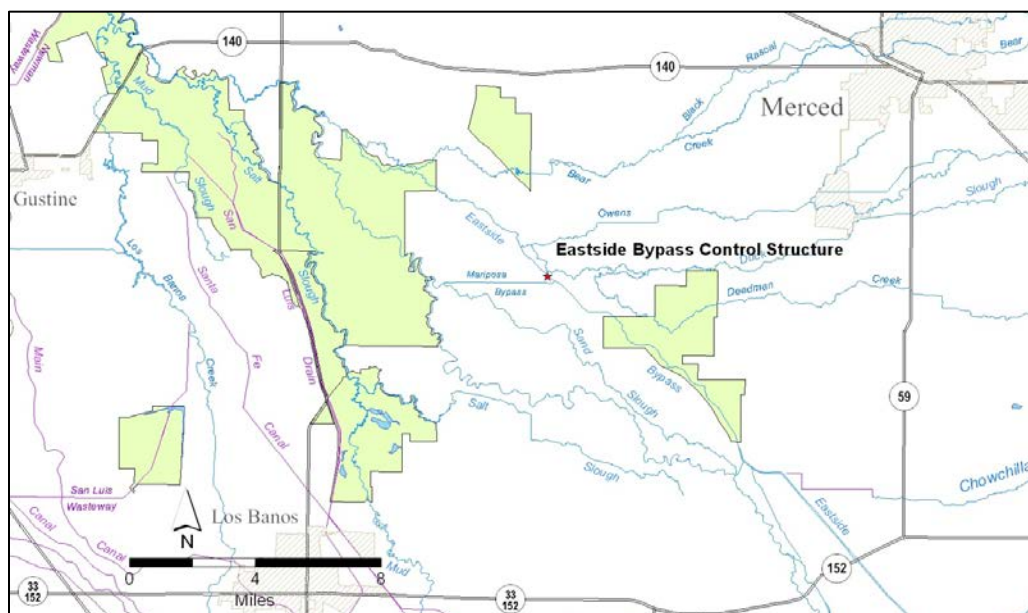 140
140
Newman
Wasteway
Mud
Salt
Slough
San
Luis
Drain
Slough
Gustine
Los
Banos
Creek
Santa
Fe
Canal
Main
Canal
Canal
San Luis
Wasteway
Los Banos
N
0 4 8
Miles
33
152
Mud
33
152
Black
Rascal
Creek
Bear
Bear
Merced
Owens
Slough
Eastside
Eastside Bypass Control Structure
Mariposa
Bypass
Deadman
Creek
Sand
Slough
Bypass
Salt
Slough
59
Chowchilla
Eastside
152